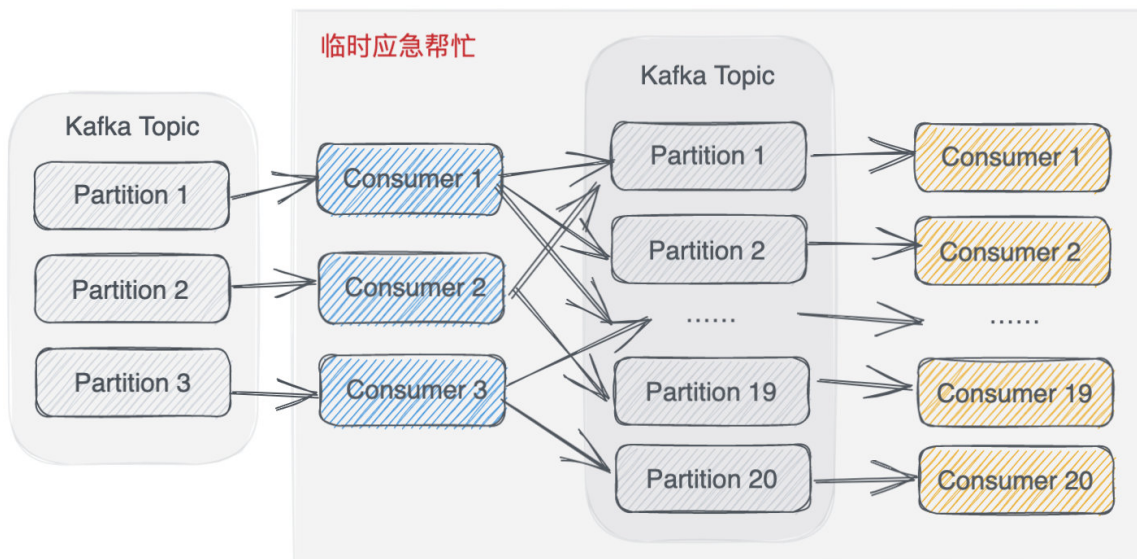 临时应急帮忙
Kafka Topic
Partition 1
Partition 2
Partition 3
Consumer 1
Consumer 2
Consumer 3
Kafka Topic
Partition 1
Partition 2
......
Partition 19
Partition 20
Consumer 1
Consumer 2
......
Consumer 19
Consumer 20